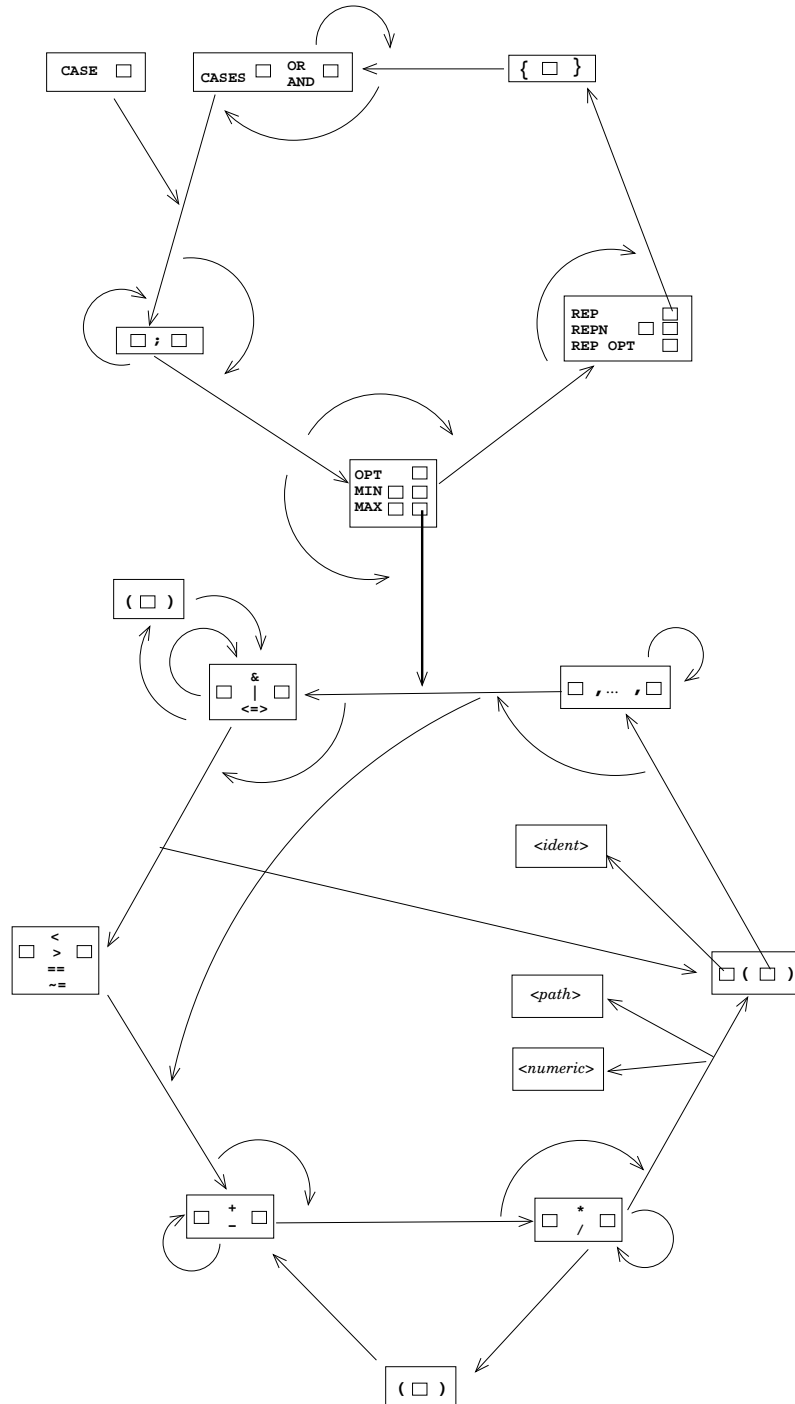 CASE
CASES OR AND
{ }
;
REP
REPN
REP OPT
OPT
MIN
MAX
( )
&
|
<=>
,... ,
<ident>
<
>
==
~=
( )
<path>
<numeric>
+
-
*
/
( )